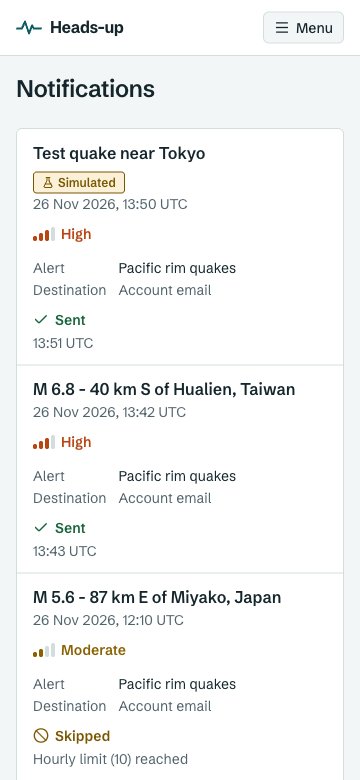 Heads-up
Menu
Notifications
Test quake near Tokyo
Simulated
26 Nov 2026, 13:50 UTC
High
Alert Pacific rim quakes
Destination Account email
Sent
13:51 UTC
M 6.8 - 40 km S of Hualien, Taiwan
26 Nov 2026, 13:42 UTC
High
Alert Pacific rim quakes
Destination Account email
Sent
13:43 UTC
M 5.6 - 87 km E of Miyako, Japan
26 Nov 2026, 12:10 UTC
Moderate
Alert Pacific rim quakes
Destination Account email
Skipped
Hourly limit (10) reached